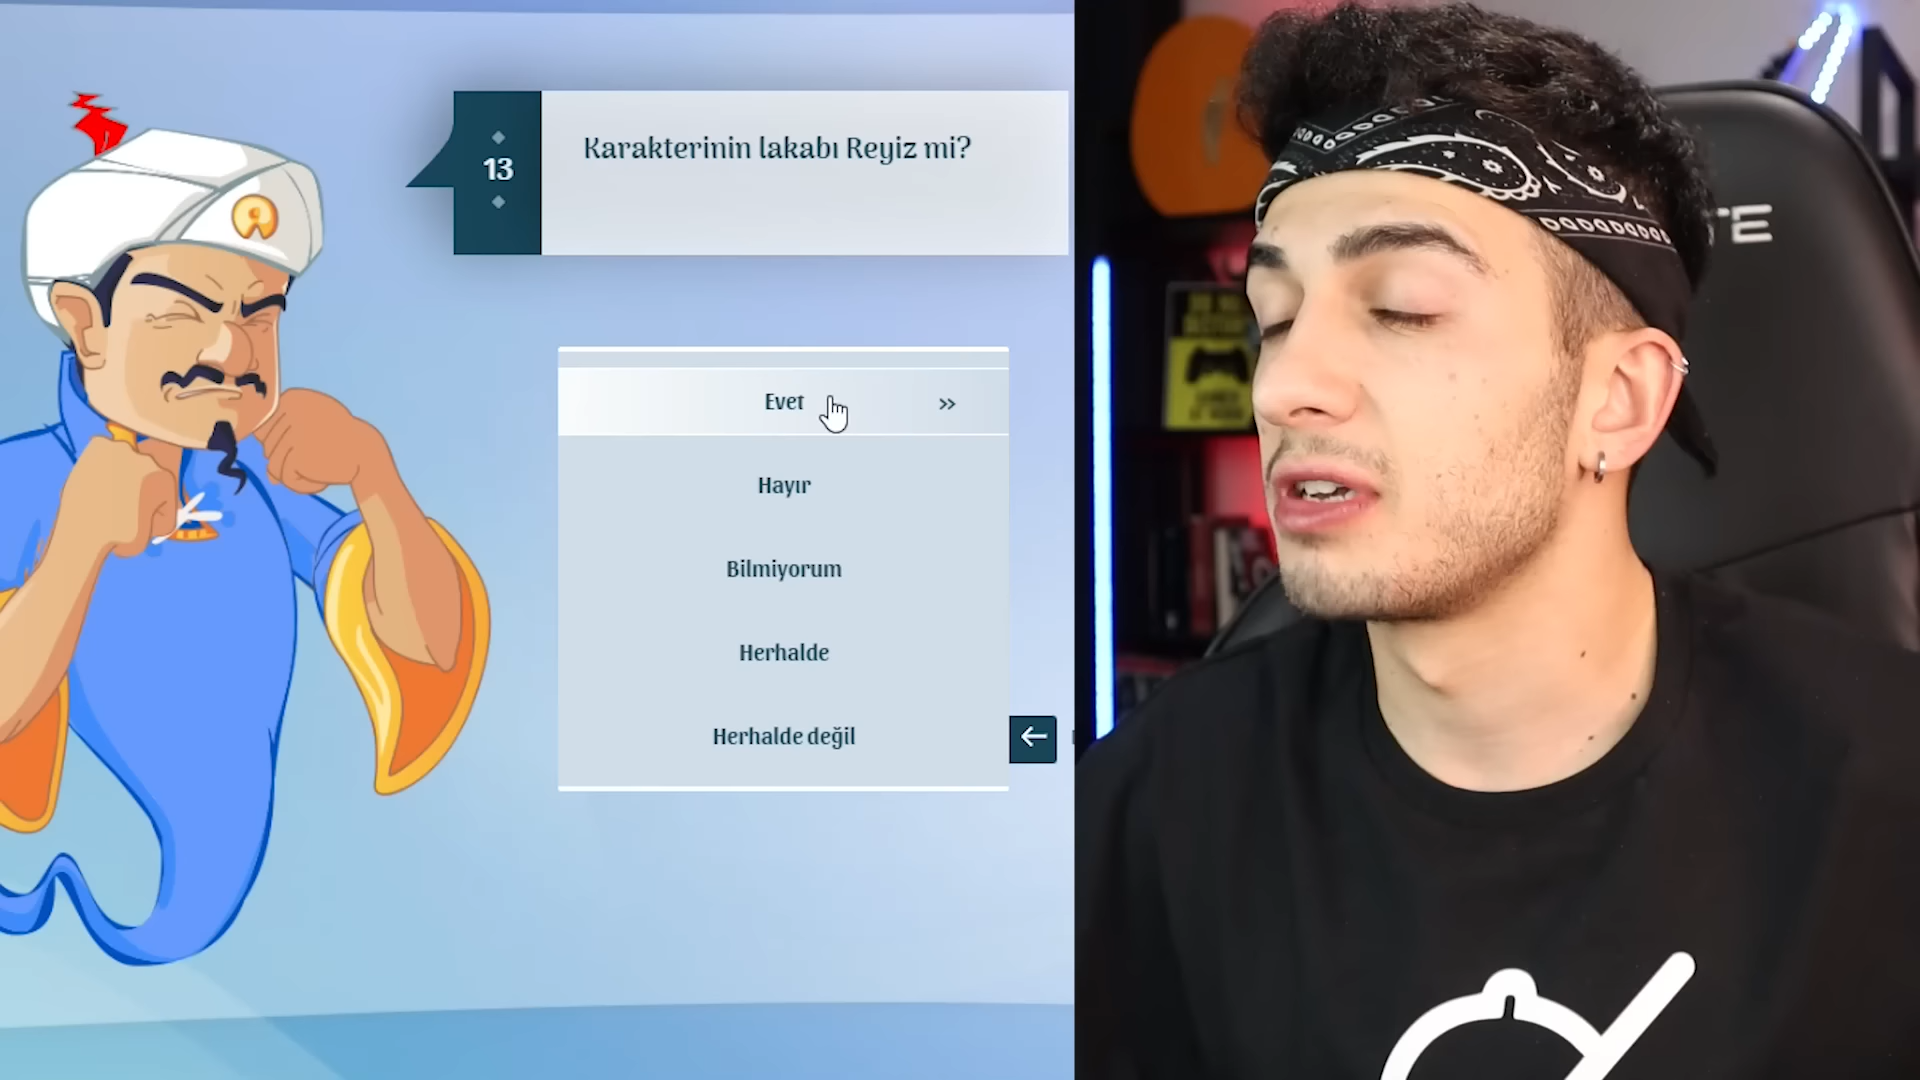 13
Karakterinin lakabı Reyiz mi?
Evet
Hayır
Bilmiyorum
Herhalde
Herhalde değil